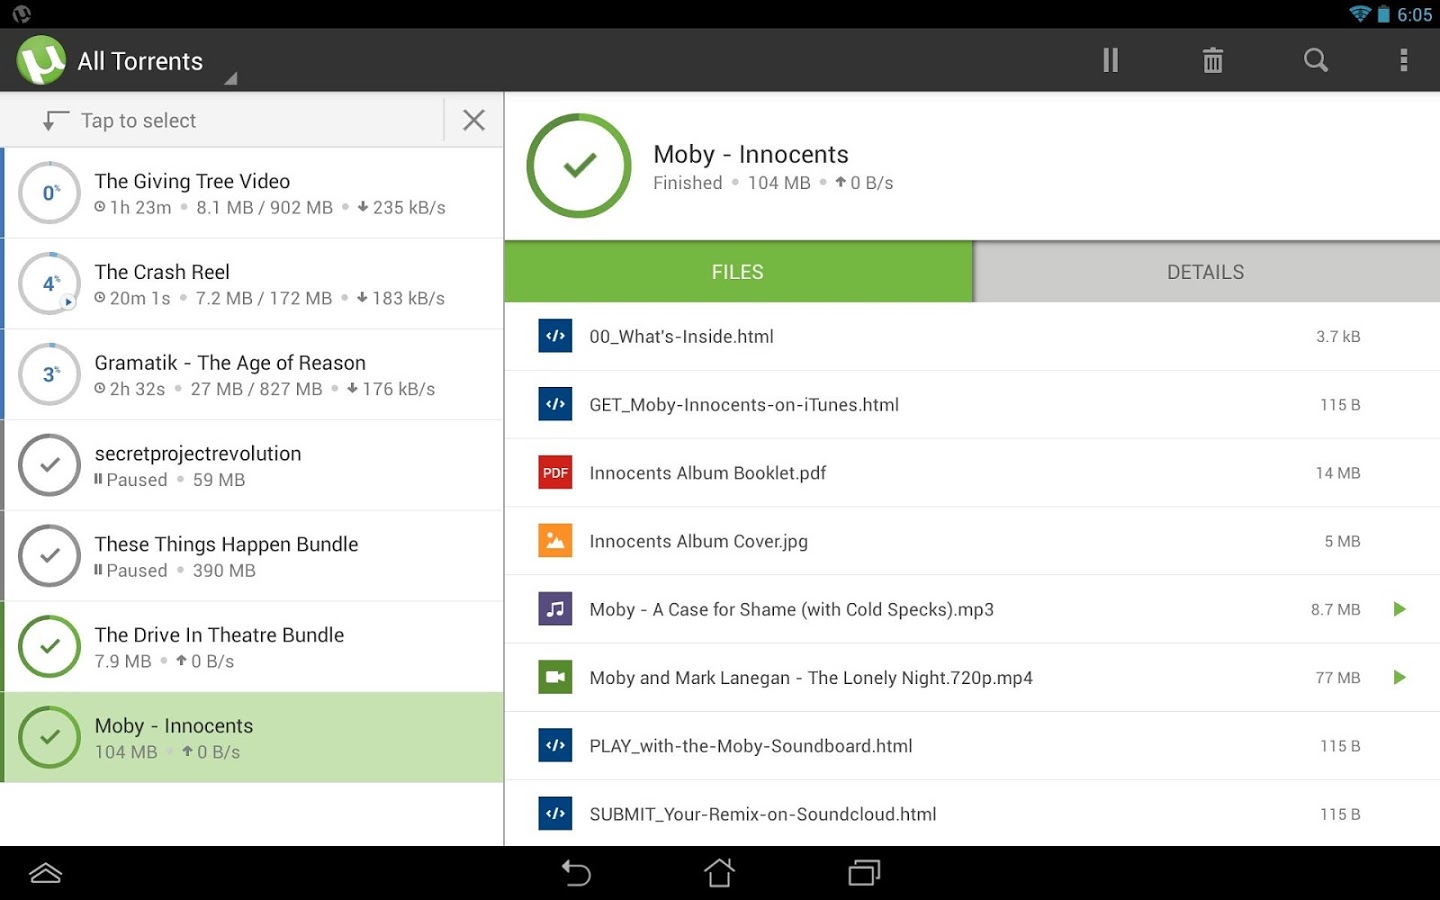 6:05
All Torrents
Tap to select
0%
The Giving Tree Video
1h 23m • 8.1 MB / 902 MB • 235 kB/s
4%
The Crash Reel
20m 1s • 7.2 MB / 172 MB • 183 kB/s
3%
Gramatik - The Age of Reason
2h 32s • 27 MB / 827 MB • 176 kB/s
secretprojectrevolution
Paused • 59 MB
These Things Happen Bundle
Paused • 390 MB
The Drive In Theatre Bundle
7.9 MB • 0 B/s
Moby - Innocents
104 MB • 0 B/s
Moby - Innocents
Finished • 104 MB • 0 B/s
FILES DETAILS
00_What's-Inside.html 3.7 kB
GET_Moby-Innocents-on-iTunes.html 115 B
PDF Innocents Album Booklet.pdf 14 MB
Innocents Album Cover.jpg 5 MB
Moby - A Case for Shame (with Cold Specks).mp3 8.7 MB
Moby and Mark Lanegan - The Lonely Night.720p.mp4 77 MB
PLAY_with-the-Moby-Soundboard.html 115 B
SUBMIT_Your-Remix-on-Soundcloud.html 115 B